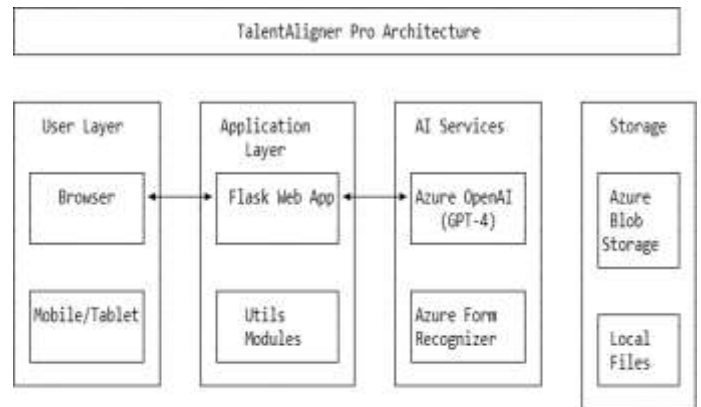 TalentAligner Pro Architecture
User Layer
Browser
Mobile/Tablet
Application
Layer
Flask Web App
Utils
Modules
AI Services
Azure OpenAI
(GPT-4)
Azure Form
Recognizer
Storage
Azure
Blob
Storage
Local
Files